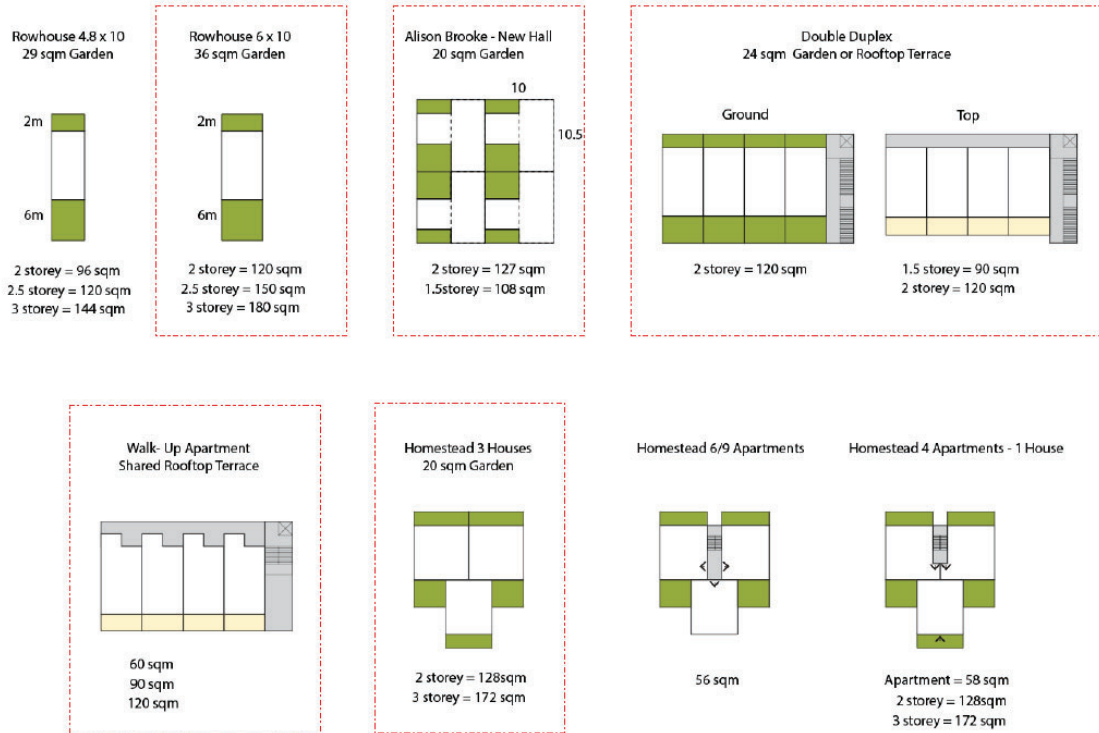 Rowhouse 4.8 x 10
29 sqm Garden
2m
6m
2 storey = 96 sqm
2.5 storey = 120 sqm
3 storey = 144 sqm
Rowhouse 6 x 10
36 sqm Garden
2m
6m
2 storey = 120 sqm
2.5 storey = 150 sqm
3 storey = 180 sqm
Alison Brooke - New Hall
20 sqm Garden
10
10.5
2 storey = 127 sqm
1.5storey = 108 sqm
Double Duplex
24 sqm Garden or Rooftop Terrace
Ground
Top
2 storey = 120 sqm
1.5 storey = 90 sqm
2 storey = 120 sqm
Walk- Up Apartment
Shared Rooftop Terrace
60 sqm
90 sqm
120 sqm
Homestead 3 Houses
20 sqm Garden
2 storey = 128sqm
3 storey = 172 sqm
Homestead 6/9 Apartments
56 sqm
Homestead 4 Apartments - 1 House
Apartment = 58 sqm
2 storey = 128sqm
3 storey = 172 sqm